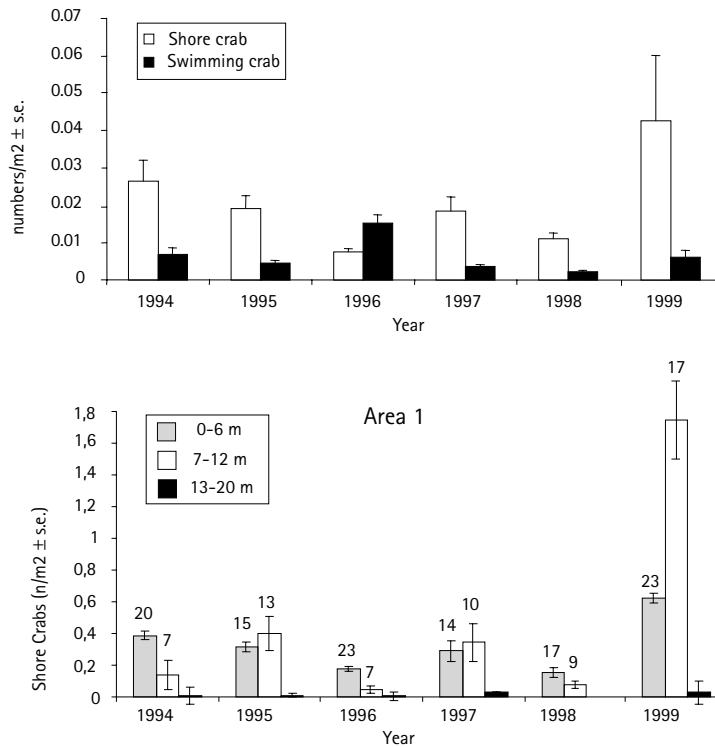 0.07
Shore crab
Swimming crab
0.06
0.05
0.04
0.03
0.02
0.01
0
numbers/m2 ± s.e.
1994 1995 1996 1997 1998 1999
Year
Area 1
17
1,8
0-6 m
1,6
7-12 m
1,4
13-20 m
1,2
1
0,8
0,6
0,4
0,2
0
Shore Crabs (n/m2 ± s.e.)
20 7 15 13 23 7 14 10 17 9 23
1994 1995 1996 1997 1998 1999
Year